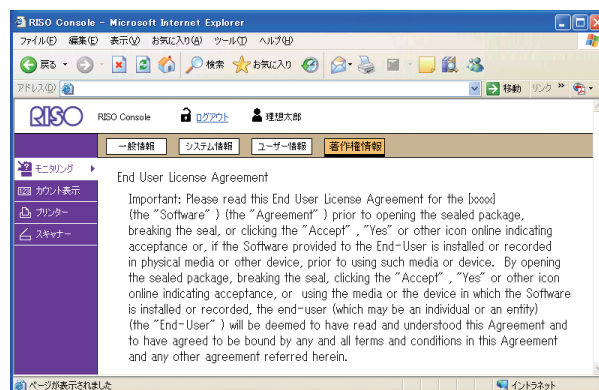 RISO Console - Microsoft Internet Explorer
ファイル(F) 編集(E) 表示(V) お気に入り(A) ツール(T) ヘルプ(H)
戻る 検索 お気に入り
アドレス(D) 移動 リンク »
RISO RISO Console ログアウト 理想太郎
一般情報 システム情報 ユーザー情報 著作権情報
モニタリング
カウント表示
プリンター
スキャナー
End User License Agreement
Important: Please read this End User License Agreement for the [xxxx]
(the "Software" ) (the "Agreement" ) prior to opening the sealed package,
breaking the seal, or clicking the "Accept" , "Yes" or other icon online indicating
acceptance or, if the Software provided to the End-User is installed or recorded
in physical media or other device, prior to using such media or device. By opening
the sealed package, breaking the seal, clicking the "Accept" , "Yes" or other icon
online indicating acceptance, or using the media or the device in which the Software
is installed or recorded, the end-user (which may be an individual or an entity)
(the "End-User" ) will be deemed to have read and understood this Agreement and
to have agreed to be bound by any and all terms and conditions in this Agreement
and any other agreement referred herein.
ページが表示されました イントラネット